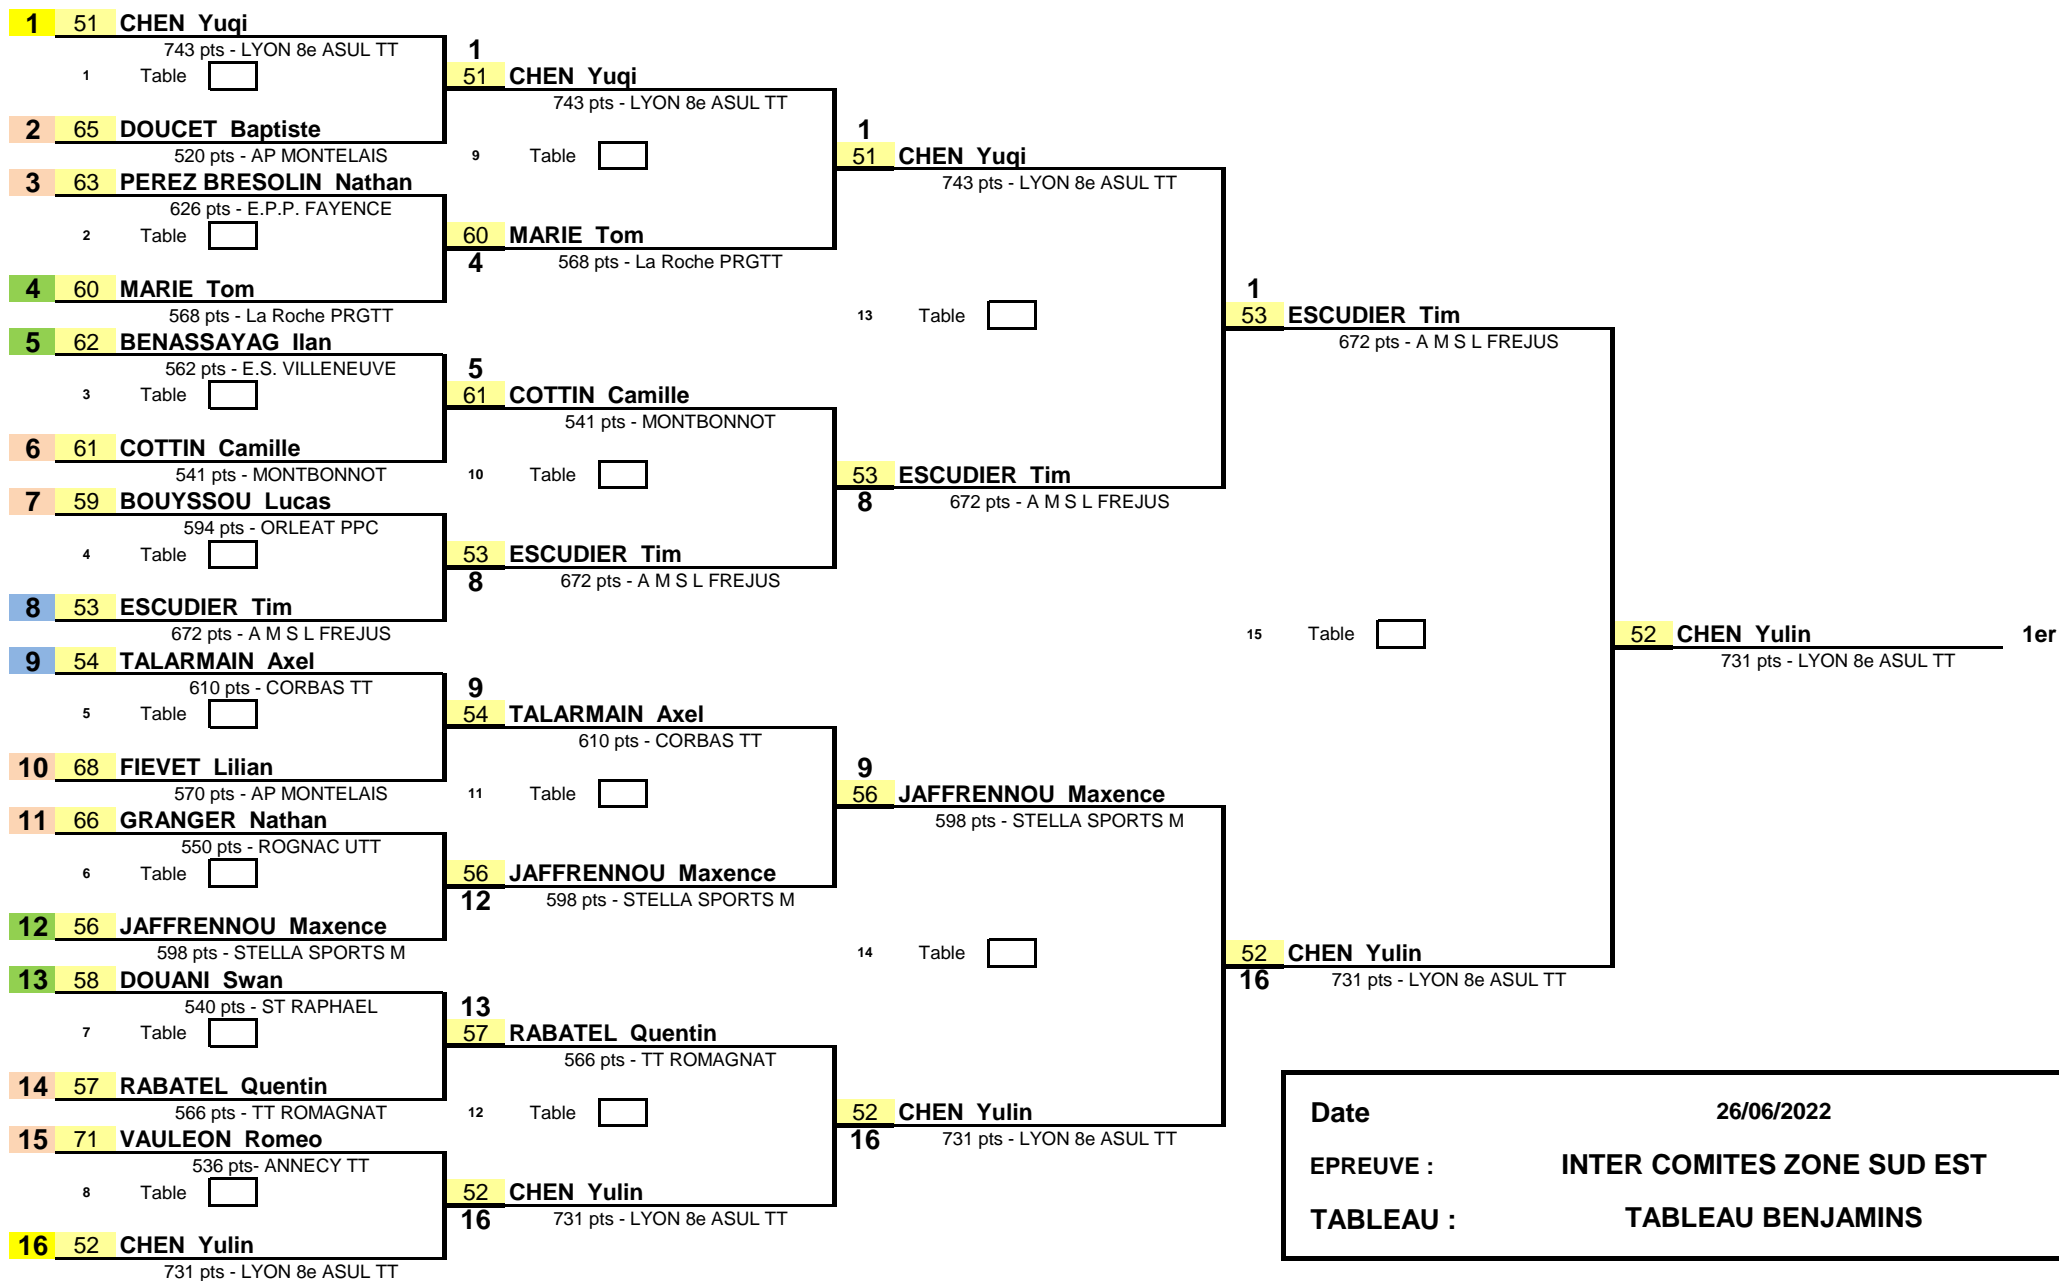 1 51 CHEN Yuqi
743 pts - LYON 8e ASUL TT
1 Table
2 65 DOUCET Baptiste
520 pts - AP MONTELAIS
3 63 PEREZ BRESOLIN Nathan
626 pts - E.P.P. FAYENCE
2 Table
4 60 MARIE Tom
568 pts - La Roche PRGTT
5 62 BENASSAYAG Ilan
562 pts - E.S. VILLENEUVE
3 Table
6 61 COTTIN Camille
541 pts - MONTBONNOT
7 59 BOUYSSOU Lucas
594 pts - ORLEAT PPC
4 Table
8 53 ESCUDIER Tim
672 pts - A M S L FREJUS
9 54 TALARMAIN Axel
610 pts - CORBAS TT
5 Table
10 68 FIEVET Lilian
570 pts - AP MONTELAIS
11 66 GRANGER Nathan
550 pts - ROGNAC UTT
6 Table
12 56 JAFFRENNOU Maxence
598 pts - STELLA SPORTS M
13 58 DOUANI Swan
540 pts - ST RAPHAEL
7 Table
14 57 RABATEL Quentin
566 pts - TT ROMAGNAT
15 71 VAULEON Romeo
536 pts- ANNECY TT
8 Table
16 52 CHEN Yulin
731 pts - LYON 8e ASUL TT
1
51 CHEN Yuqi
743 pts - LYON 8e ASUL TT
9 Table
60 MARIE Tom
4
568 pts - La Roche PRGTT
5
61 COTTIN Camille
541 pts - MONTBONNOT
10 Table
53 ESCUDIER Tim
8
672 pts - A M S L FREJUS
9
54 TALARMAIN Axel
610 pts - CORBAS TT
11 Table
56 JAFFRENNOU Maxence
12
598 pts - STELLA SPORTS M
13
57 RABATEL Quentin
566 pts - TT ROMAGNAT
12 Table
52 CHEN Yulin
16
731 pts - LYON 8e ASUL TT
1
51 CHEN Yuqi
743 pts - LYON 8e ASUL TT
13 Table
53 ESCUDIER Tim
8
672 pts - A M S L FREJUS
9
56 JAFFRENNOU Maxence
598 pts - STELLA SPORTS M
14 Table
52 CHEN Yulin
16
731 pts - LYON 8e ASUL TT
1
53 ESCUDIER Tim
672 pts - A M S L FREJUS
15 Table
52 CHEN Yulin
16
731 pts - LYON 8e ASUL TT
52 CHEN Yulin 1er
731 pts - LYON 8e ASUL TT
Date 26/06/2022
EPREUVE : INTER COMITES ZONE SUD EST
TABLEAU : TABLEAU BENJAMINS